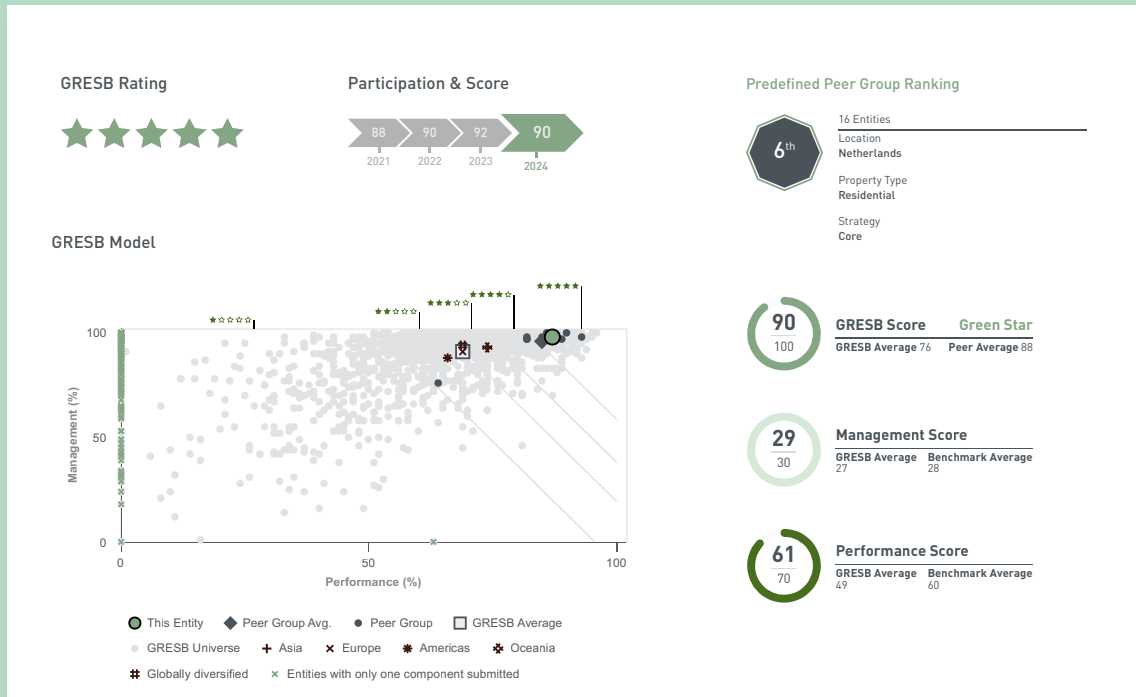 GRESB Rating
Participation & Score
88 90 92 90
2021 2022 2023 2024
Predefined Peer Group Ranking
6th
16 Entities
Location
Netherlands
Property Type
Residential
Strategy
Core
GRESB Model
100
50
0
Management (%)
0 50 100
Performance (%)
This Entity Peer Group Avg. Peer Group GRESB Average
GRESB Universe Asia Europe Americas Oceania
Globally diversified Entities with only one component submitted
90
100
GRESB Score Green Star
GRESB Average 76 Peer Average 88
29
30
Management Score
GRESB Average Benchmark Average
27 28
61
70
Performance Score
GRESB Average Benchmark Average
49 60